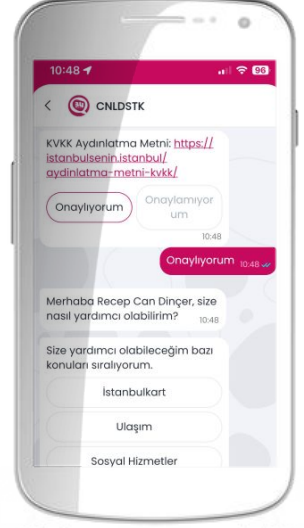 10:48
96
CNLDSTK
KVKK Aydınlatma Metni: https://
istanbulsenin.istanbul/
aydinlatma-metni-kvkk/
Onaylıyorum
Onaylamıyor
um
10:48
Onaylıyorum 10:48
Merhaba Recep Can Dinçer, size
nasıl yardımcı olabilirim? 10:48
Size yardımcı olabileceğim bazı
konuları sıralıyorum.
İstanbulkart
Ulaşım
Sosyal Hizmetler